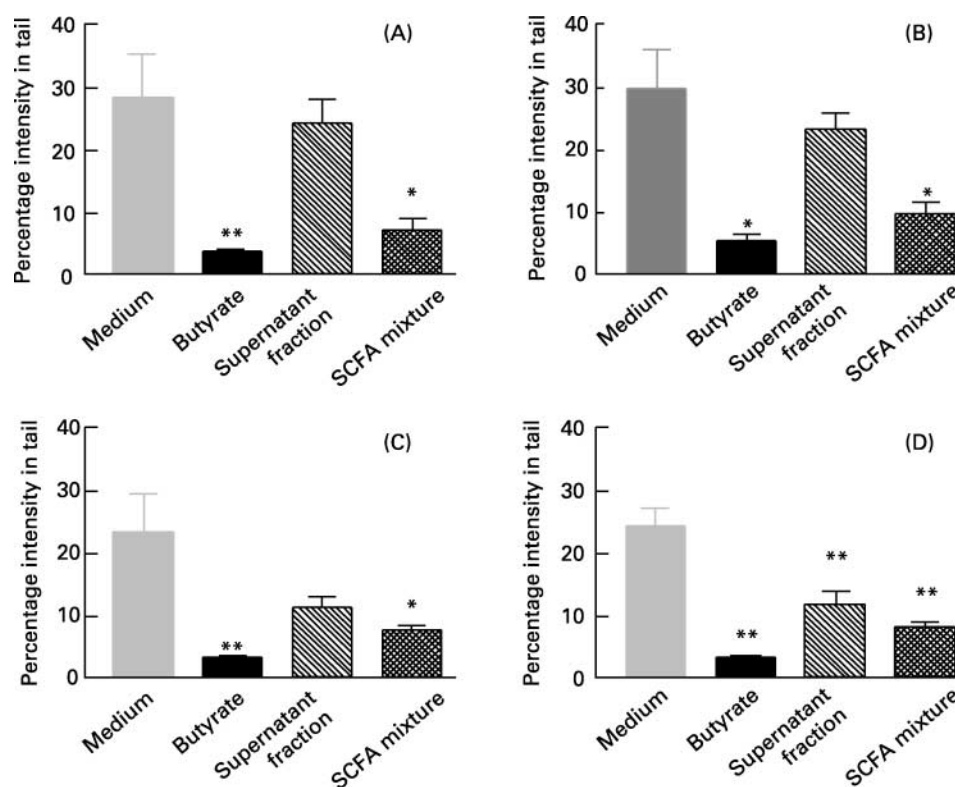 (A)
Percentage intensity in tail
40
30
20
10
0
**
*
Medium
Butyrate
Supernatant
fraction
SCFA mixture
(B)
Percentage intensity in tail
40
30
20
10
0
*
*
Medium
Butyrate
Supernatant
fraction
SCFA mixture
(C)
Percentage intensity in tail
40
30
20
10
0
**
*
Medium
Butyrate
Supernatant
fraction
SCFA mixture
(D)
Percentage intensity in tail
40
30
20
10
0
**
**
**
Medium
Butyrate
Supernatant
fraction
SCFA mixture